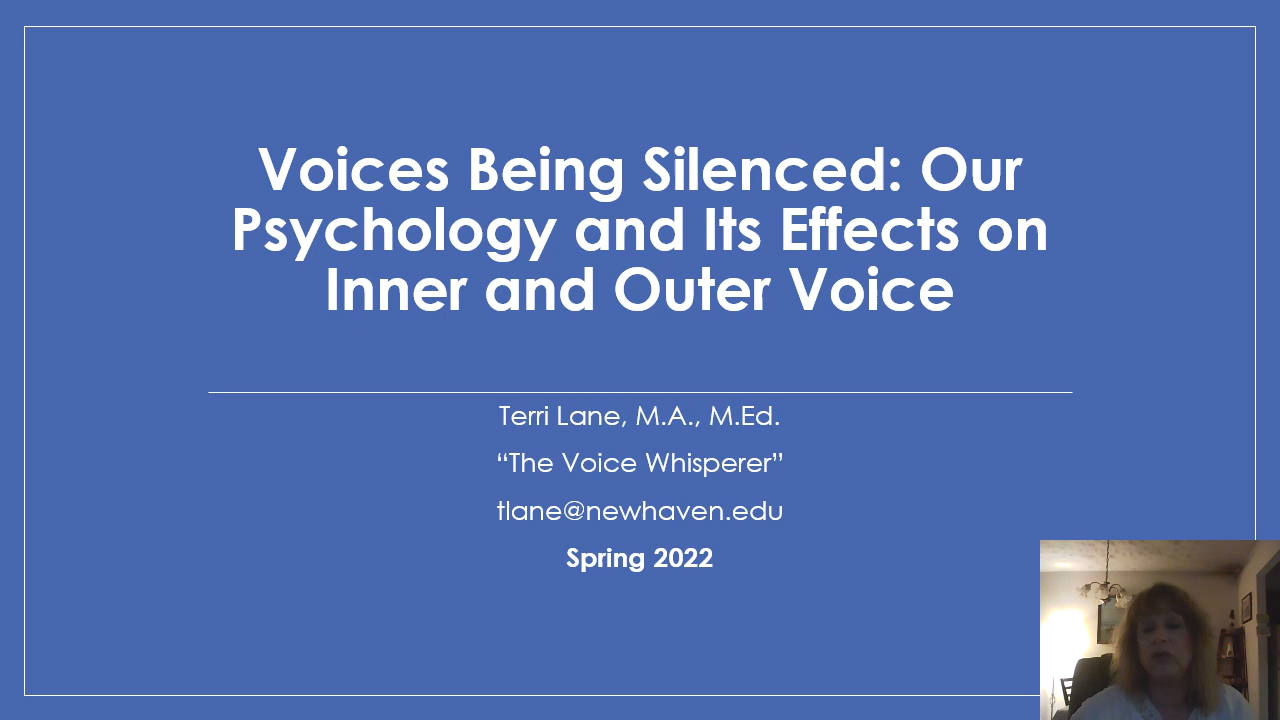 Voices Being Silenced: Our
Psychology and Its Effects on
Inner and Outer Voice
Terri Lane, M.A., M.Ed.
“The Voice Whisperer”
tlane@newhaven.edu
Spring 2022